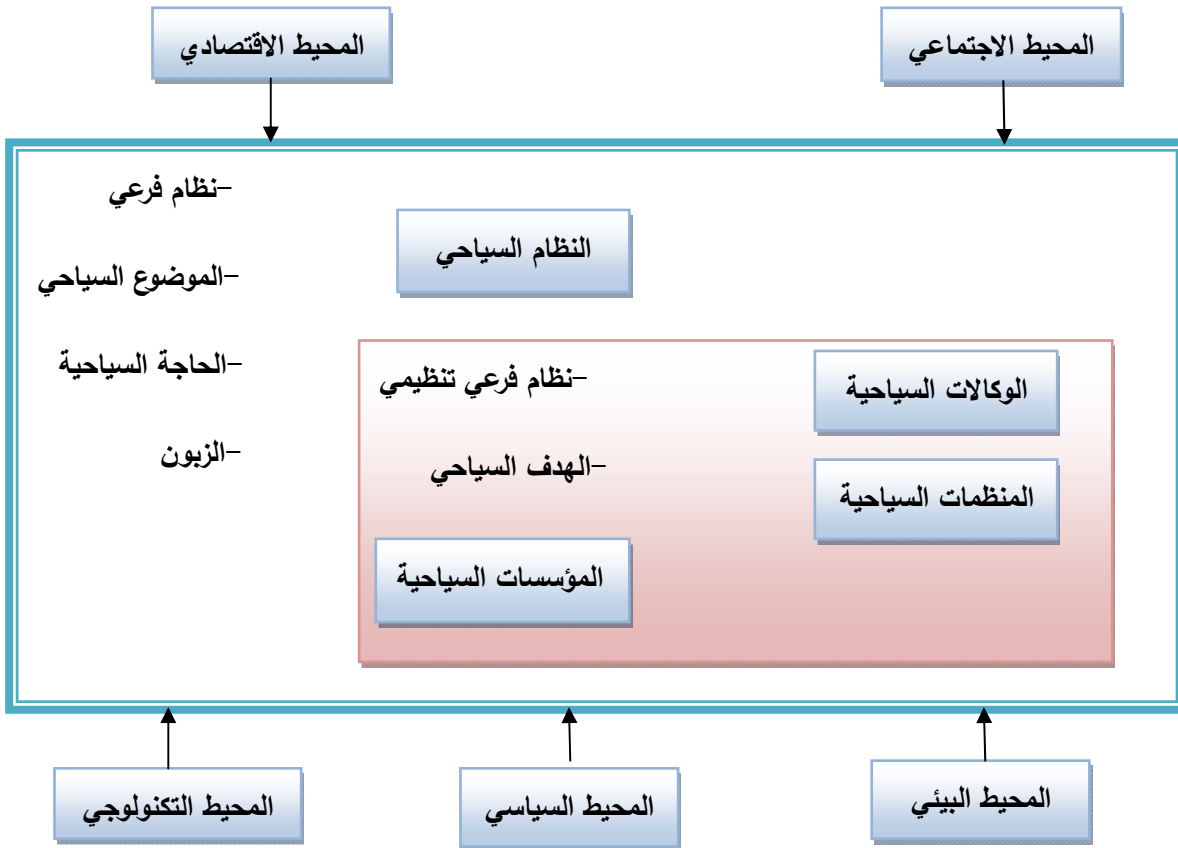 المحيط الاجتماعي
المحيط الاقتصادي
النظام السياحي
-نظام فرعي
-الموضوع السياحي
-الحاجة السياحية
-الزبون
الوكالات السياحية
المنظمات السياحية
-نظام فرعي تنظيمي
-الهدف السياحي
المؤسسات السياحية
المحيط البيئي
المحيط السياسي
المحيط التكنولوجي